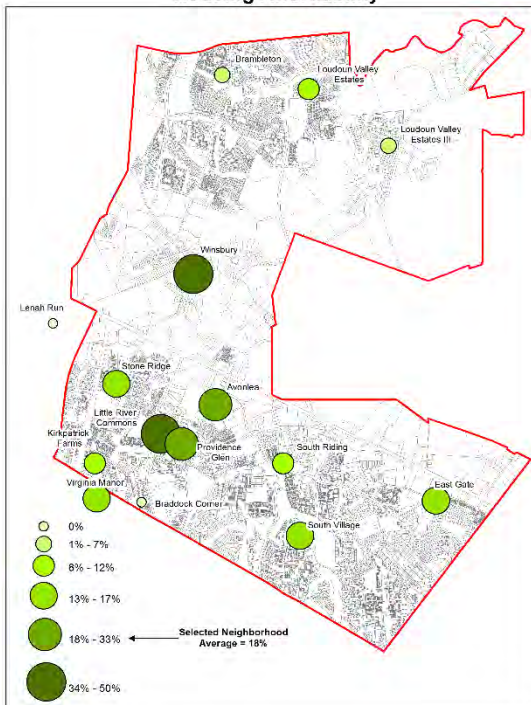 Brambleton
Loudoun Valley
Estates
Loudoun Valley
Estates III
Winsbury
Lenah Run
Stone Ridge
Avonlea
Little River
Commons
Kirkpatrick
Farms
Providence
Glen
South Riding
Virginia Manor
Braddock Corner
East Gate
South Village
0%
1% - 7%
8% - 12%
13% - 17%
18% - 33%
Selected Neighborhood
Average = 18%
34% - 50%